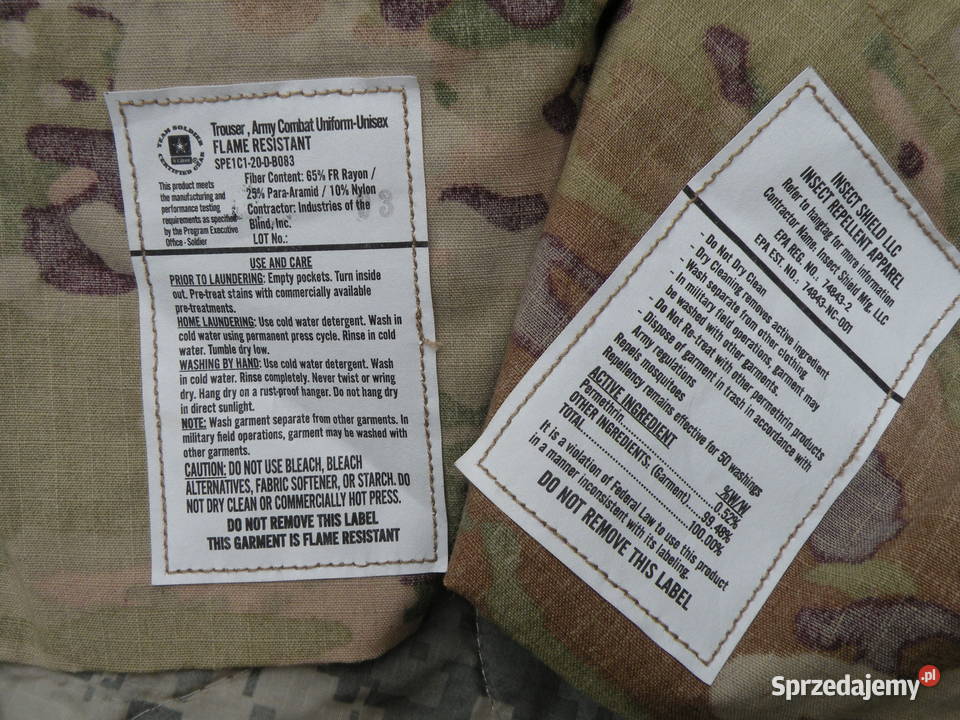 TEAM SOLDIER
CERTIFIED GEAR
Trouser , Army Combat Uniform-Unisex
FLAME RESISTANT
SPE1C1-20-D-B083
This product meets
the manufacturing and
performance testing
requirements as specified
by the Program Executive
Office - Soldier
Fiber Content: 65% FR Rayon /
25% Para-Aramid / 10% Nylon
Contractor: Industries of the
Blind, Inc.
LOT No.:
USE AND CARE
PRIOR TO LAUNDERING: Empty pockets. Turn inside
out. Pre-treat stains with commercially available
pre-treatments.
HOME LAUNDERING: Use cold water detergent. Wash in
cold water using permanent press cycle. Rinse in cold
water. Tumble dry low.
WASHING BY HAND: Use cold water detergent. Wash
in cold water. Rinse completely. Never twist or wring
dry. Hang dry on a rust-proof hanger. Do not hang dry
in direct sunlight.
NOTE: Wash garment separate from other garments. In
military field operations, garment may be washed with
other garments.
CAUTION: DO NOT USE BLEACH, BLEACH
ALTERNATIVES, FABRIC SOFTENER, OR STARCH. DO
NOT DRY CLEAN OR COMMERCIALLY HOT PRESS.
DO NOT REMOVE THIS LABEL
THIS GARMENT IS FLAME RESISTANT
INSECT SHIELD LLC.
INSECT REPELLENT APPAREL
Refer to hangtag for more information
Contractor Name: Insect Shield Mfg. LLC
EPA REG. NO. : 74843-2
EPA EST. NO. : 74843-NC-001
- Do Not Dry Clean
- Dry Cleaning removes active ingredient
- Wash separate from other clothing
- In military field operations, garment may
be washed with other garments.
- Do Not Re-treat with other permethrin products
- Dispose of garment in trash in accordance with
Army regulations
Repels mosquitoes
Repellency remains effective for 50 washings
ACTIVE INGREDIENT %W/W
Permethrin........................ 0.52%
OTHER INGREDIENTS: (Garment)....... 99.48%
TOTAL............................100.00%
It is a violation of Federal Law to use this product
in a manner inconsistent with its labeling.
DO NOT REMOVE THIS LABEL
Sprzedajemy.pl